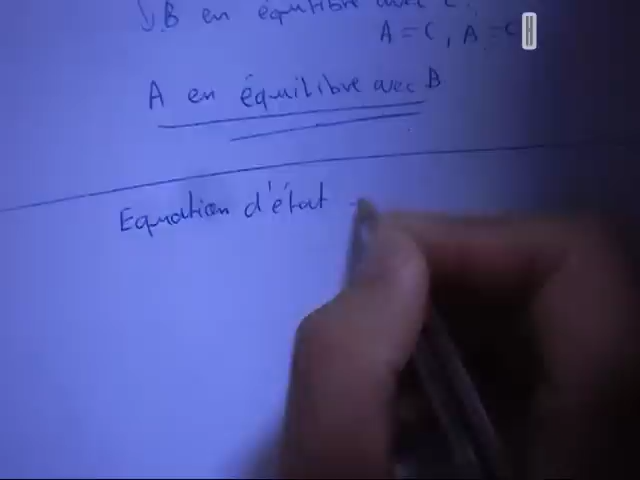 B en équilibre avec C.
A = C, A = C
A en équilibre avec B
Equation d'état